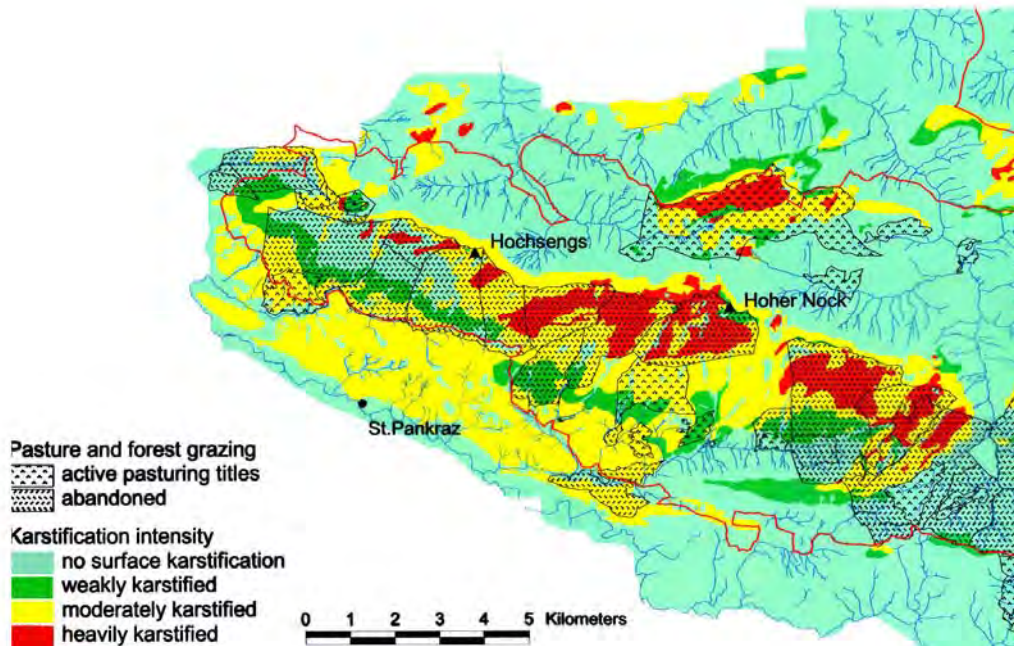 Hochsengs
Hoher Nock
St.Pankraz
Pasture and forest grazing
active pasturing titles
abandoned
Karstification intensity
no surface karstification
weakly karstified
moderately karstified
heavily karstified
0 1 2 3 4 5 Kilometers